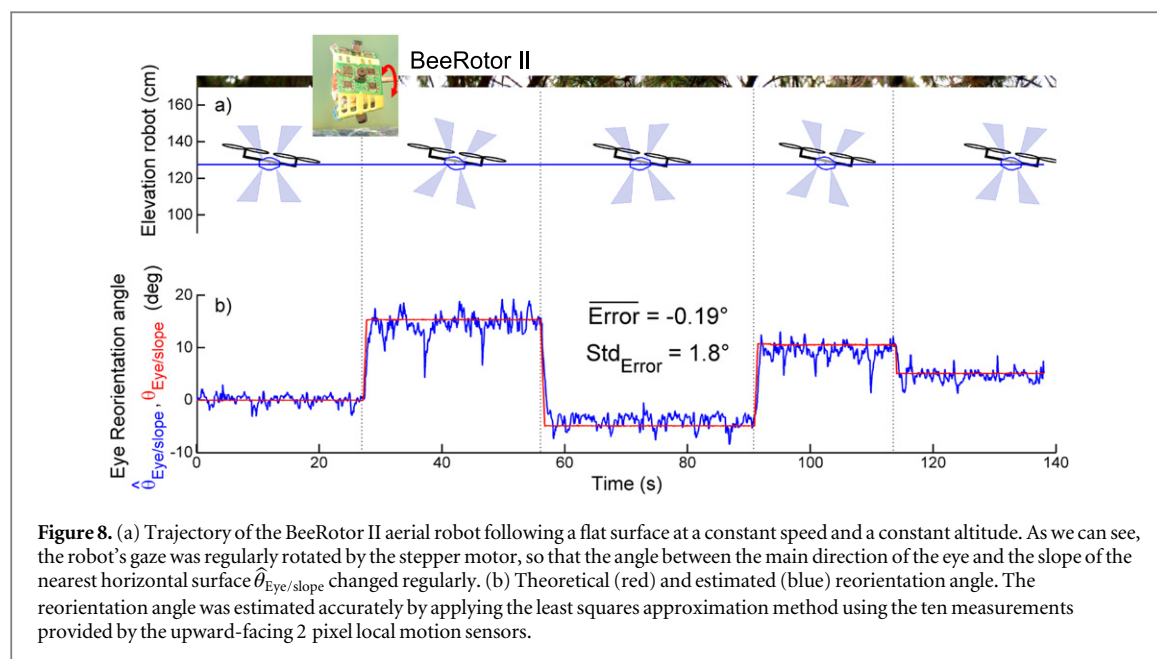 BeeRotor II
Elevation robot (cm)
160
140
120
100
a)
Eye Reorientation angle
θ̂Eye/slope , θEye/slope (deg)
b)
20
10
0
-10
Error = -0.19°
StdError = 1.8°
0 20 40 60 80 100 120 140
Time (s)
Figure 8. (a) Trajectory of the BeeRotor II aerial robot following a flat surface at a constant speed and a constant altitude. As we can see,
the robot's gaze was regularly rotated by the stepper motor, so that the angle between the main direction of the eye and the slope of the
nearest horizontal surface θ̂Eye/slope changed regularly. (b) Theoretical (red) and estimated (blue) reorientation angle. The
reorientation angle was estimated accurately by applying the least squares approximation method using the ten measurements
provided by the upward-facing 2 pixel local motion sensors.